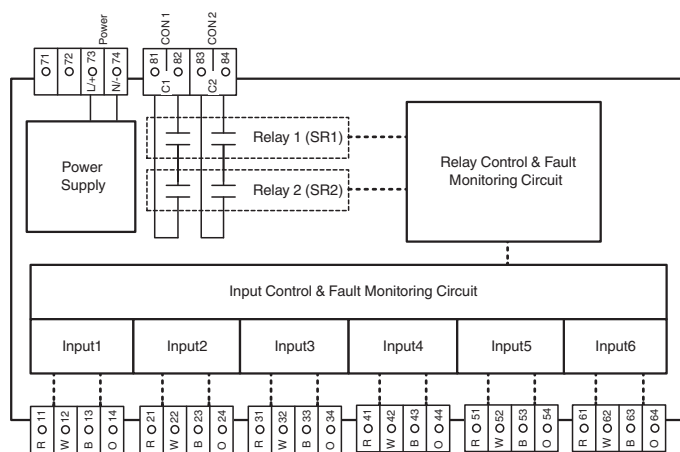 Power
CON 1
CON 2
71
72
L/+ 73
N/- 74
81
82
83
84
C1
C2
Relay 1 (SR1)
Relay 2 (SR2)
Power
Supply
Relay Control & Fault
Monitoring Circuit
Input Control & Fault Monitoring Circuit
Input1
Input2
Input3
Input4
Input5
Input6
R 11
W 12
B 13
O 14
R 21
W 22
B 23
O 24
R 31
W 32
B 33
O 34
R 41
W 42
B 43
O 44
R 51
W 52
B 53
O 54
R 61
W 62
B 63
O 64